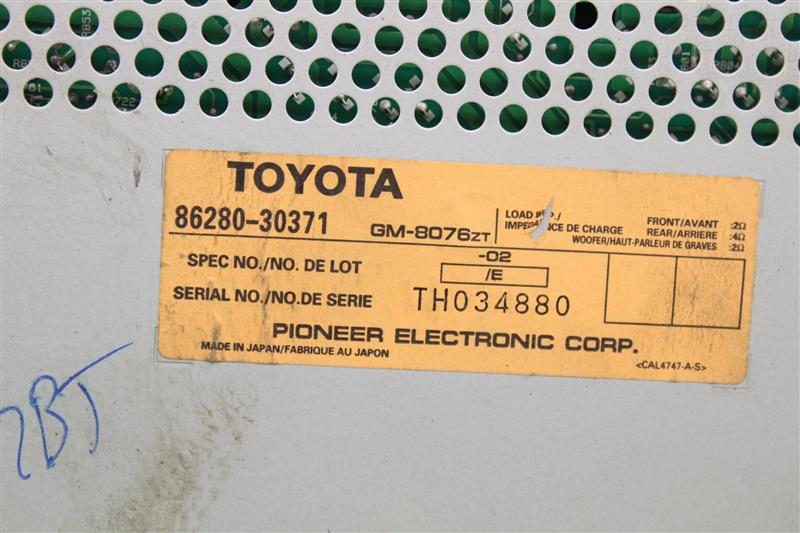 TOYOTA
86280-30371 GM-8076ZT
LOAD IMP./ IMPEDANCE DE CHARGE
FRONT/AVANT :2Ω
REAR/ARRIERE :4Ω
WOOFER/HAUT-PARLEUR DE GRAVES :2Ω
SPEC NO./NO. DE LOT -02 /E
SERIAL NO./NO.DE SERIE TH034880
PIONEER ELECTRONIC CORP.
MADE IN JAPAN/FABRIQUE AU JAPON
<CAL4747-A-S>